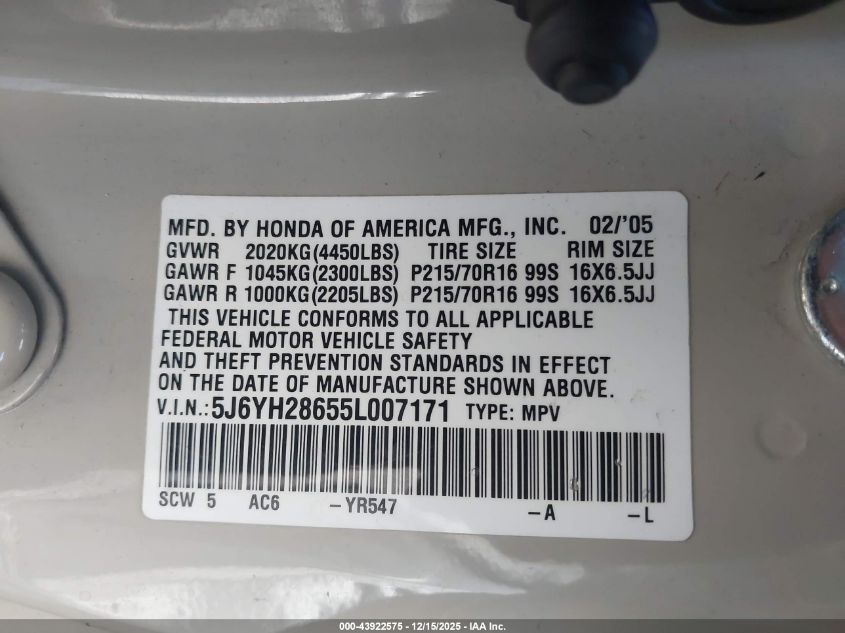 MFD. BY HONDA OF AMERICA MFG., INC. 02/'05
GVWR 2020KG(4450LBS) TIRE SIZE RIM SIZE
GAWR F 1045KG(2300LBS) P215/70R16 99S 16X6.5JJ
GAWR R 1000KG(2205LBS) P215/70R16 99S 16X6.5JJ
THIS VEHICLE CONFORMS TO ALL APPLICABLE
FEDERAL MOTOR VEHICLE SAFETY
AND THEFT PREVENTION STANDARDS IN EFFECT
ON THE DATE OF MANUFACTURE SHOWN ABOVE.
V.I.N.: 5J6YH28655L007171 TYPE: MPV
SCW 5 AC6 -YR547 -A -L
000-43922575 - 12/15/2025 - IAA Inc.